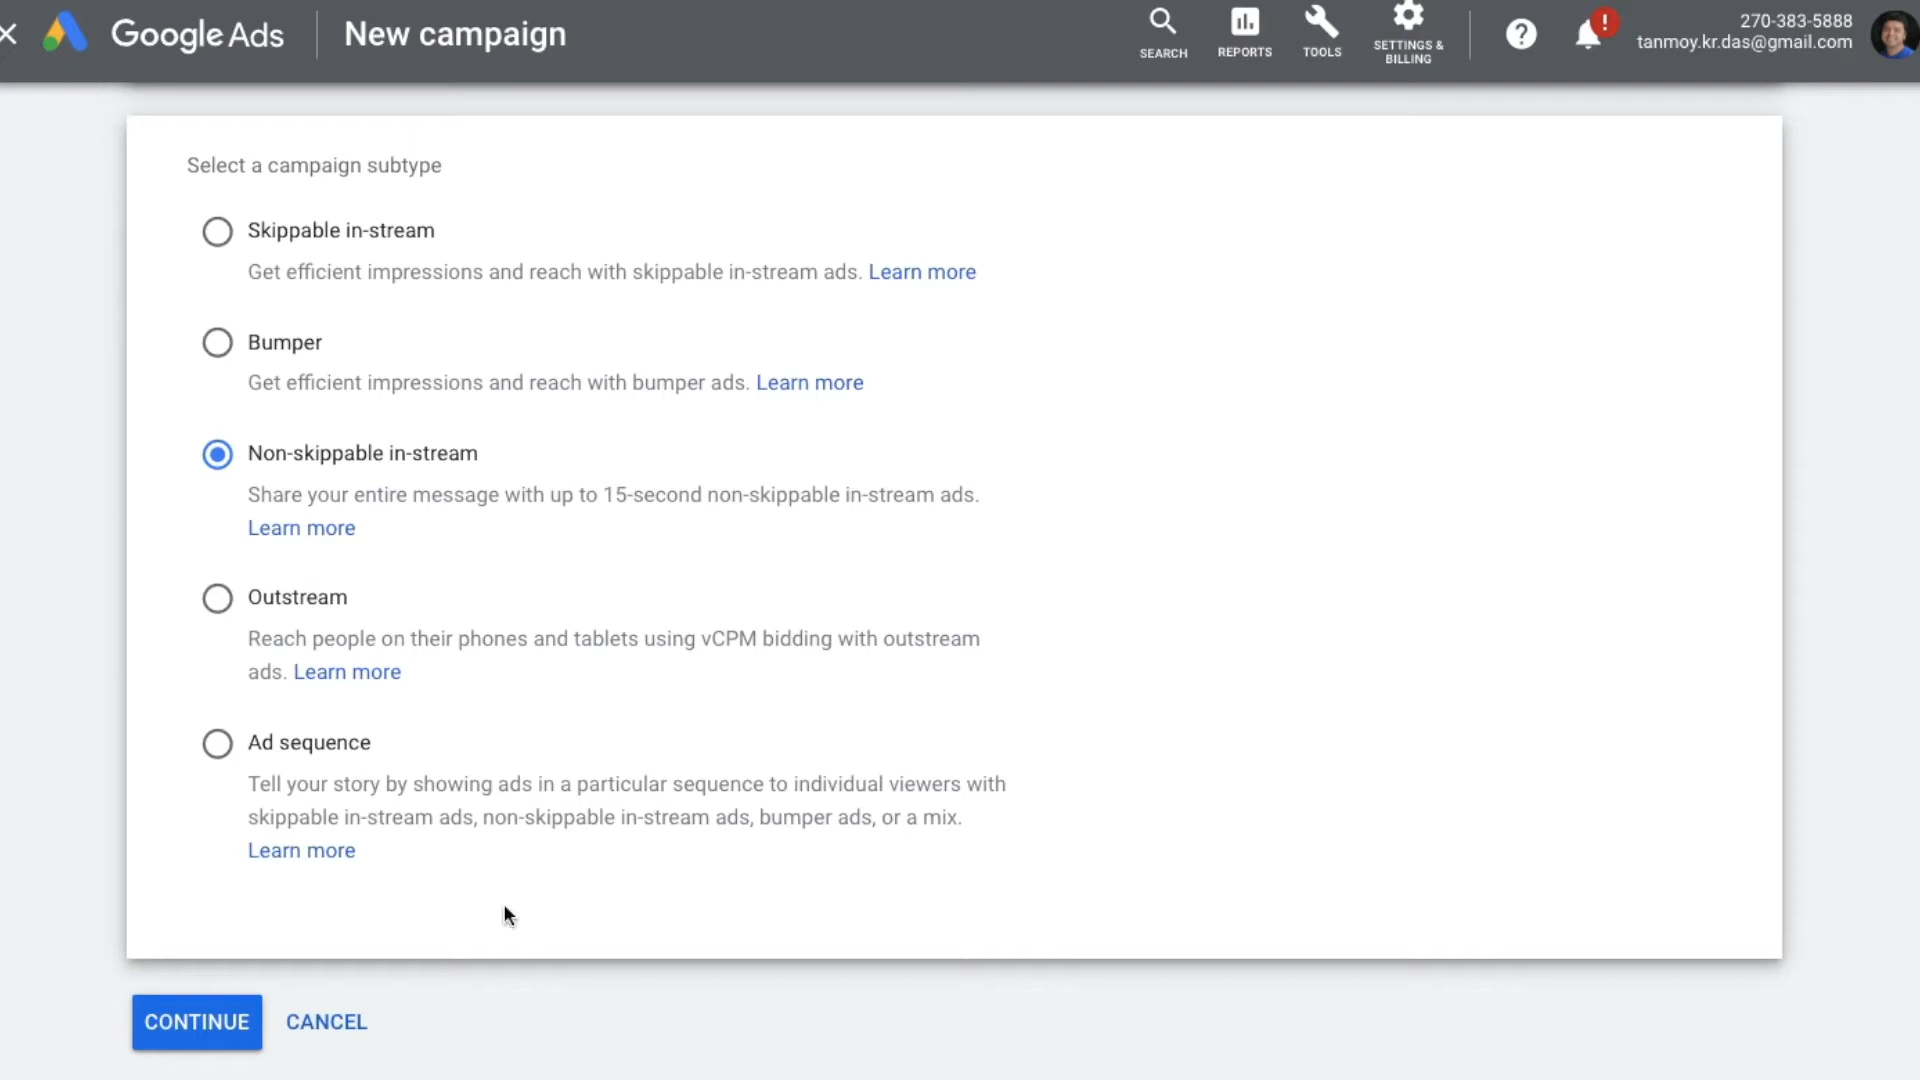 Google Ads
New campaign
SEARCH
REPORTS
TOOLS
SETTINGS &
BILLING
?
!
270-383-5888
tanmoy.kr.das@gmail.com
Select a campaign subtype
Skippable in-stream
Get efficient impressions and reach with skippable in-stream ads. Learn more
Bumper
Get efficient impressions and reach with bumper ads. Learn more
Non-skippable in-stream
Share your entire message with up to 15-second non-skippable in-stream ads.
Learn more
Outstream
Reach people on their phones and tablets using vCPM bidding with outstream
ads. Learn more
Ad sequence
Tell your story by showing ads in a particular sequence to individual viewers with
skippable in-stream ads, non-skippable in-stream ads, bumper ads, or a mix.
Learn more
CONTINUE
CANCEL